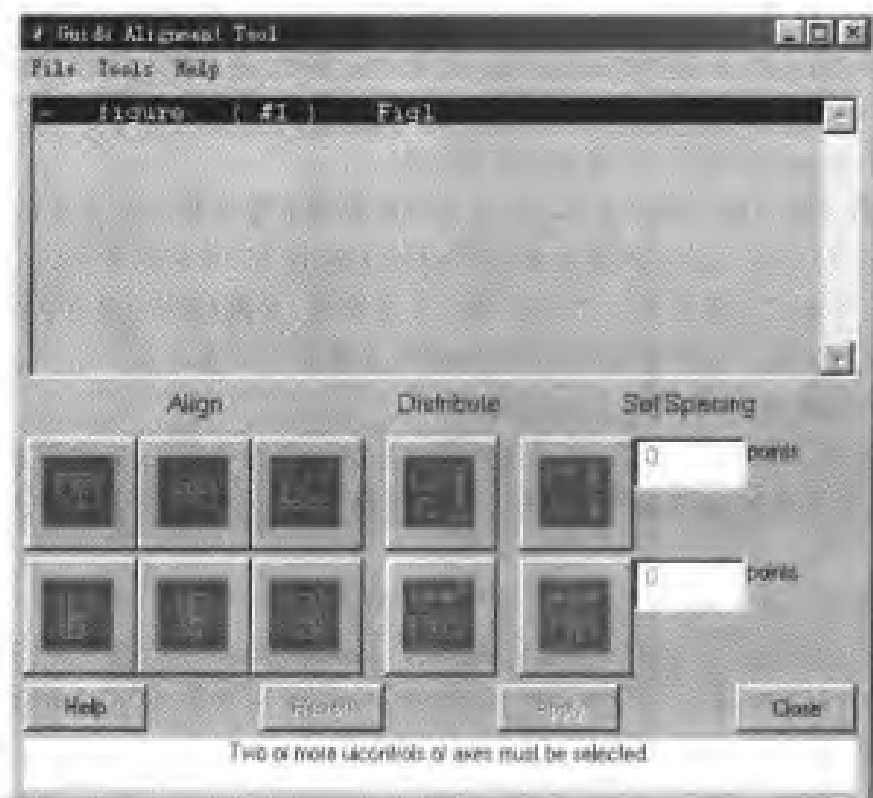 # Guide Alignment Tool
File Tools Help
- figure ( #1 ) Fig1
Align Distribute Set Spacing
0 points
0 points
Help Revert Apply Close
Two or more uicontrols or axes must be selected.